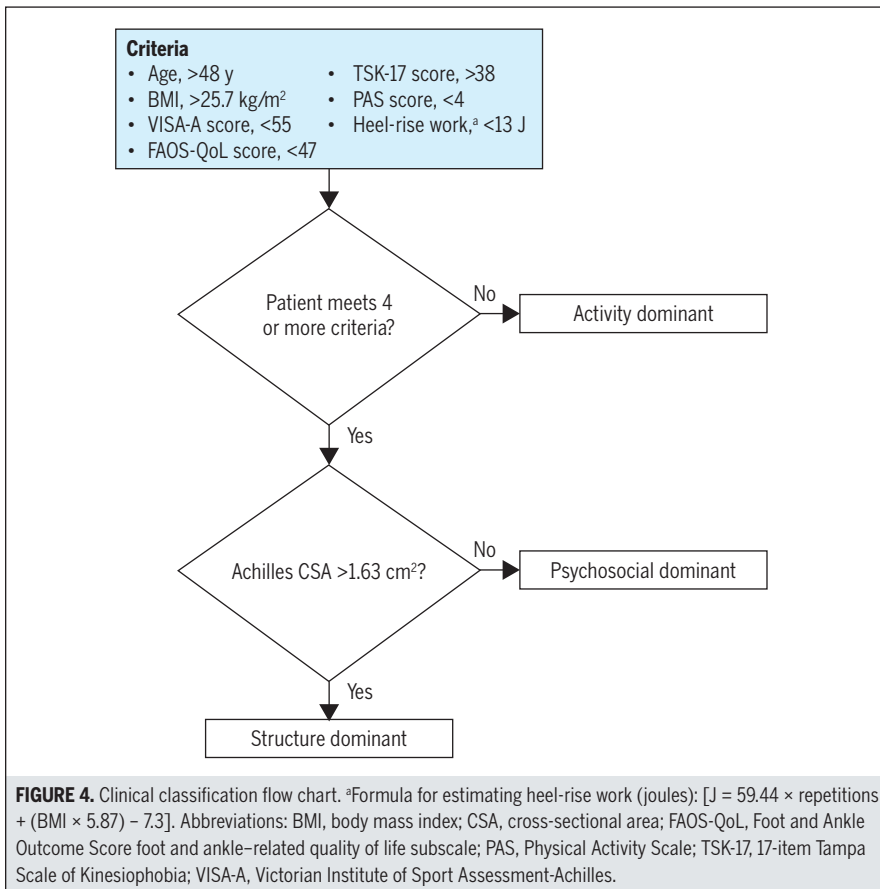 Criteria
• Age, >48 y
• BMI, >25.7 kg/m²
• VISA-A score, <55
• FAOS-QoL score, <47
• TSK-17 score, >38
• PAS score, <4
• Heel-rise work,ᵃ <13 J
Patient meets 4
or more criteria?
No
Activity dominant
Yes
Achilles CSA >1.63 cm²?
No
Psychosocial dominant
Yes
Structure dominant
FIGURE 4. Clinical classification flow chart. ᵃFormula for estimating heel-rise work (joules): [J = 59.44 × repetitions
+ (BMI × 5.87) – 7.3]. Abbreviations: BMI, body mass index; CSA, cross-sectional area; FAOS-QoL, Foot and Ankle
Outcome Score foot and ankle–related quality of life subscale; PAS, Physical Activity Scale; TSK-17, 17-item Tampa
Scale of Kinesiophobia; VISA-A, Victorian Institute of Sport Assessment-Achilles.